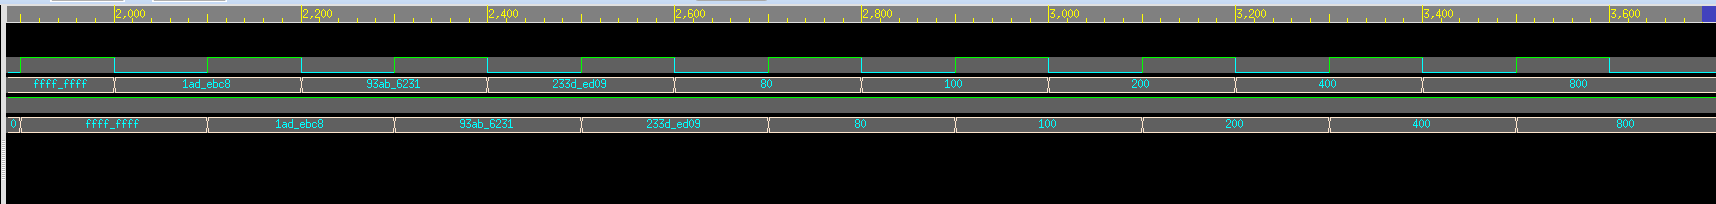 2,000 2,200 2,400 2,600 2,800 3,000 3,200 3,400 3,600
ffff_ffff 1ad_ebc8 93ab_6231 233d_ed09 80 100 200 400 800
0 ffff_ffff 1ad_ebc8 93ab_6231 233d_ed09 80 100 200 400 800